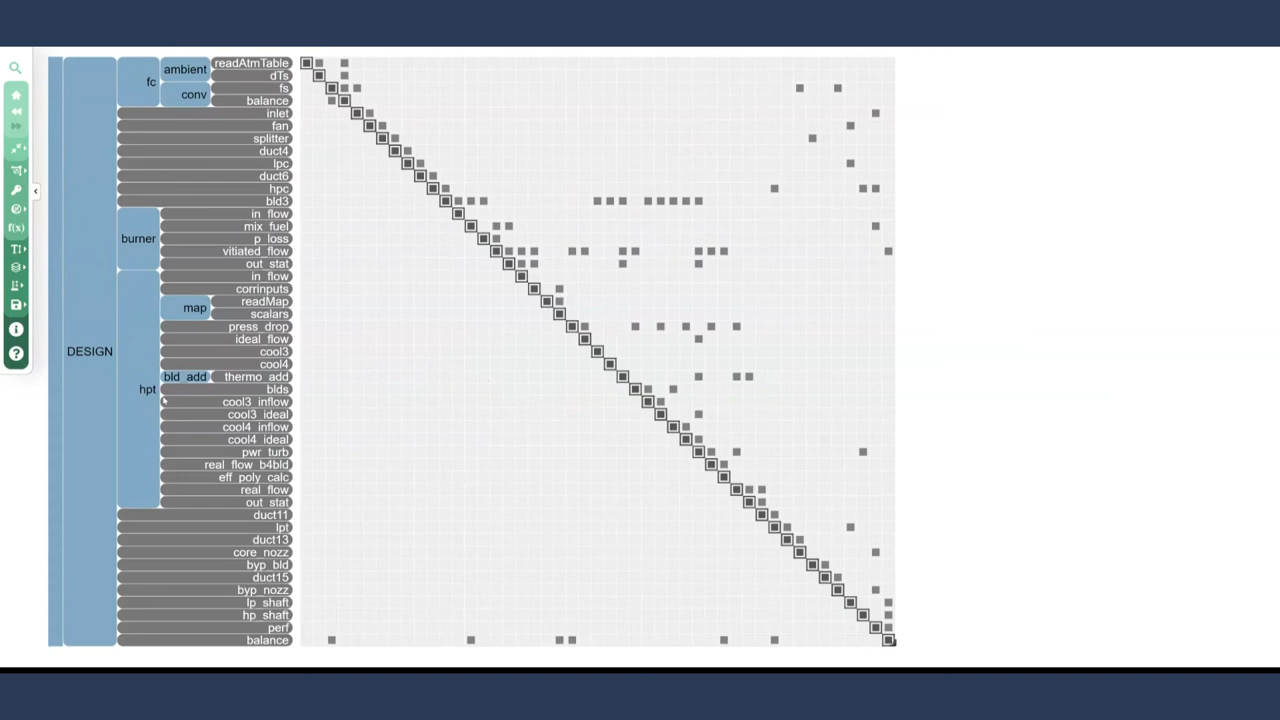 readAtmTable
ambient
fc
dTs
fs
conv
balance
inlet
fan
splitter
duct4
lpc
duct6
hpc
bld3
in_flow
mix_fuel
burner
p_loss
vitiated_flow
out_stat
in_flow
corrinputs
readMap
map
scalars
press_drop
ideal_flow
DESIGN
cool3
cool4
bld_add
thermo_add
hpt
blds
cool3_inflow
cool3_ideal
cool4_inflow
cool4_ideal
pwr_turb
real_flow_b4bld
eff_poly_calc
real_flow
out_stat
duct11
lpt
duct13
core_nozz
byp_bld
duct15
byp_nozz
lp_shaft
hp_shaft
perf
balance
f(x)